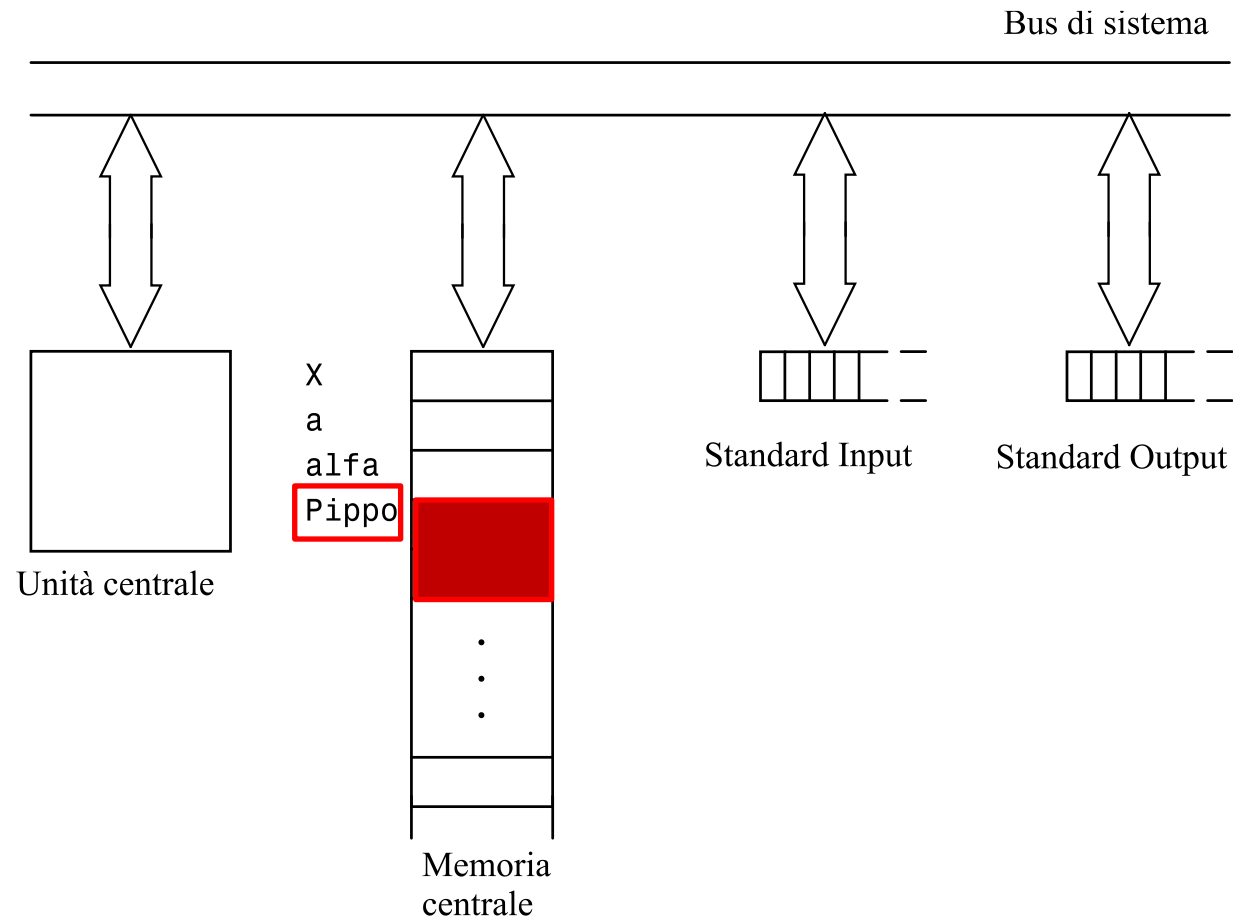 Bus di sistema
X
a
alfa
Pippo
Standard Input
Standard Output
Unità centrale
Memoria
centrale